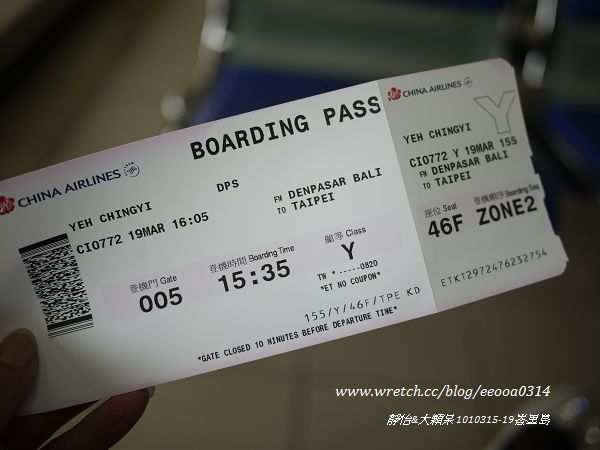 BOARDING PASS
CHINA AIRLINES
YEH CHINGYI
DPS
FM DENPASAR BALI
TO TAIPEI
CI0772 19MAR 16:05
登機門 Gate
005
登機時間 Boarding Time
15:35
艙等 Class
Y
TW *-----0820
*ET NO COUPON*
155/Y/46F/TPE KD
*GATE CLOSED 10 MINUTES BEFORE DEPARTURE TIME*
CHINA AIRLINES
Y
YEH CHINGYI
CI0772 Y 19MAR 155
FM DENPASAR BALI
TO TAIPEI
座位 Seat
46F
登機順序 Boarding Seq
ZONE2
ETKT2972476232754
www.wretch.cc/blog/eeooa0314
靜怡&大顆呆 1010315-19峇里島